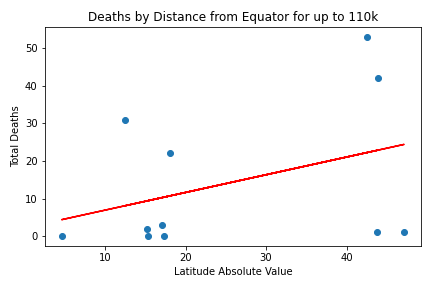 Deaths by Distance from Equator for up to 110k
50
40
30
20
10
0
Total Deaths
10 20 30 40
Latitude Absolute Value